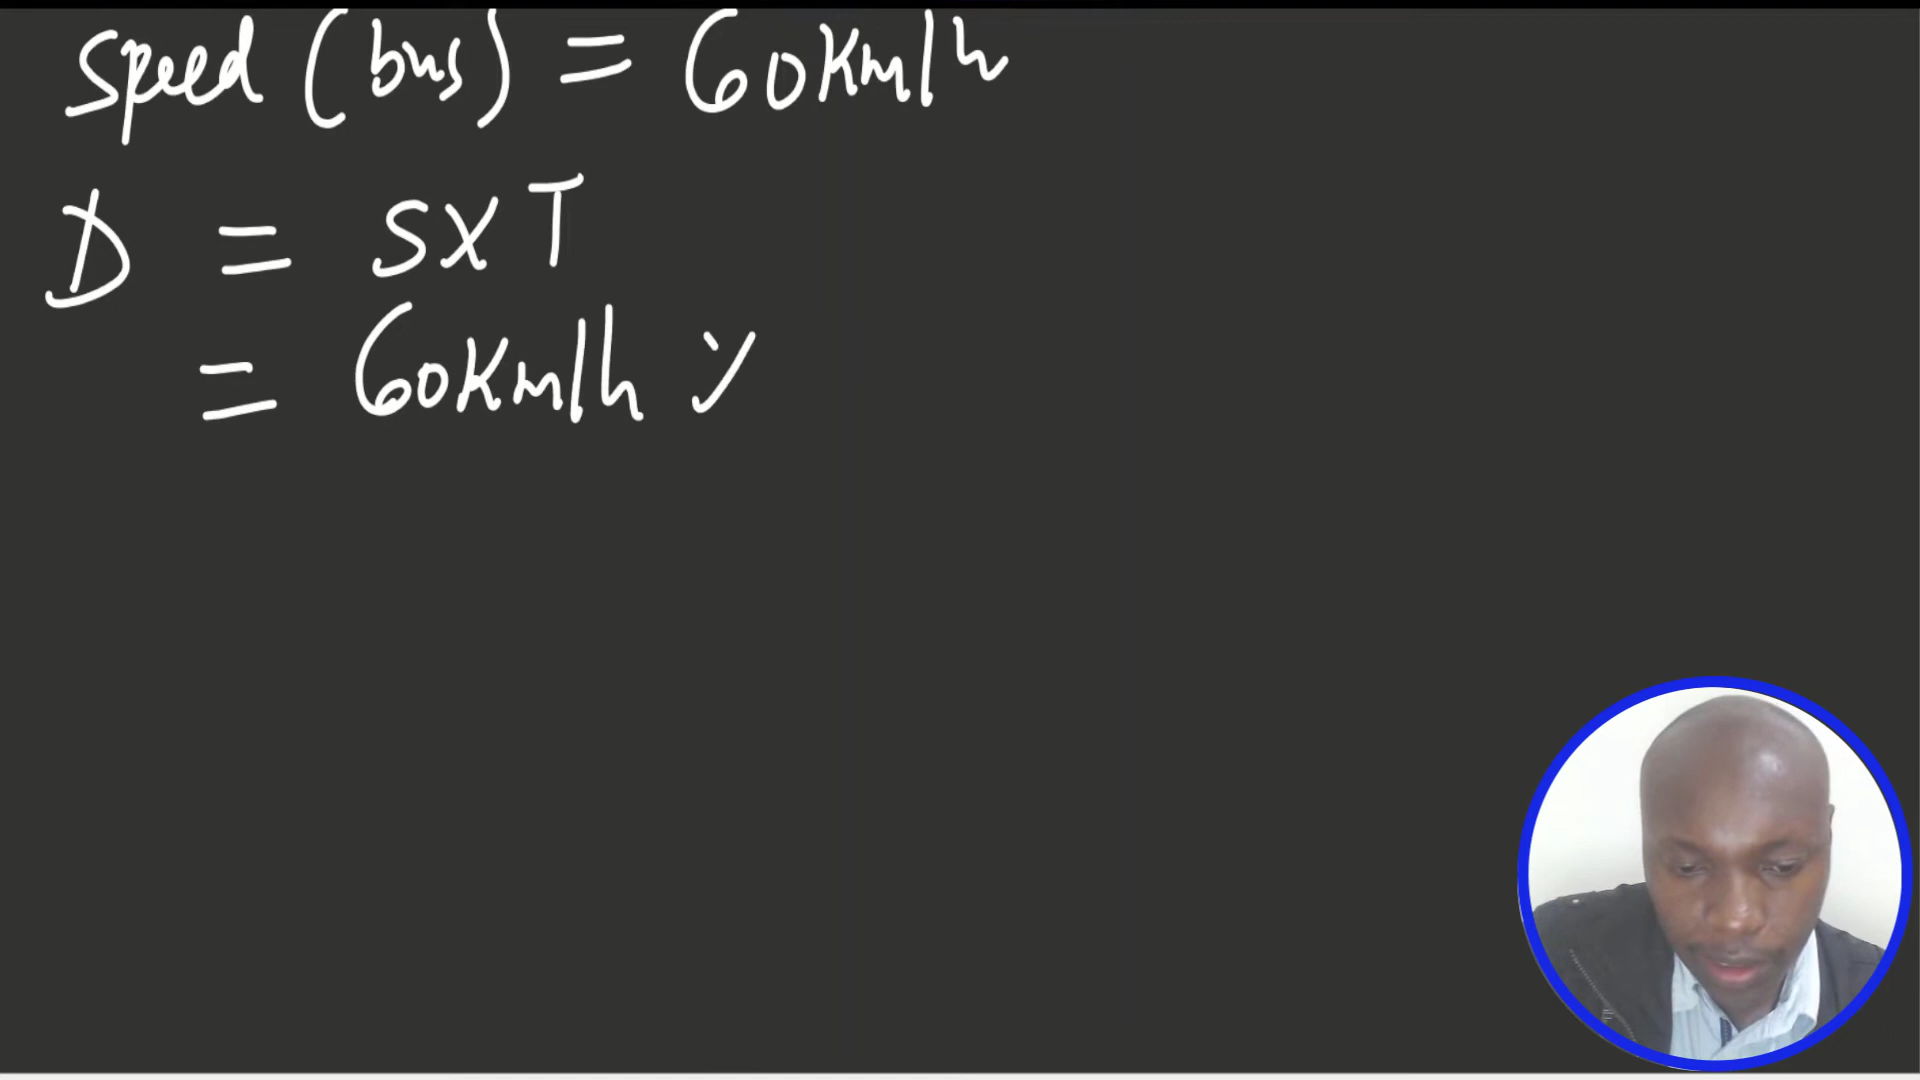 Speed (bus) = 60Km/h
D = S X T
= 60Km/h X